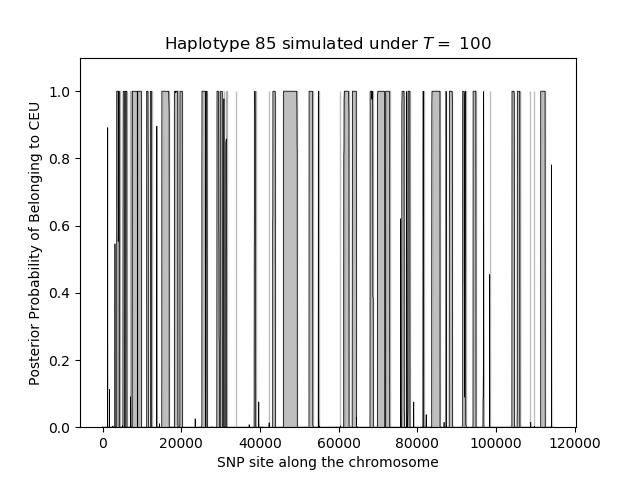 Haplotype 85 simulated under T = 100
1.0
0.8
0.6
0.4
0.2
0.0
Posterior Probability of Belonging to CEU
0 20000 40000 60000 80000 100000 120000
SNP site along the chromosome